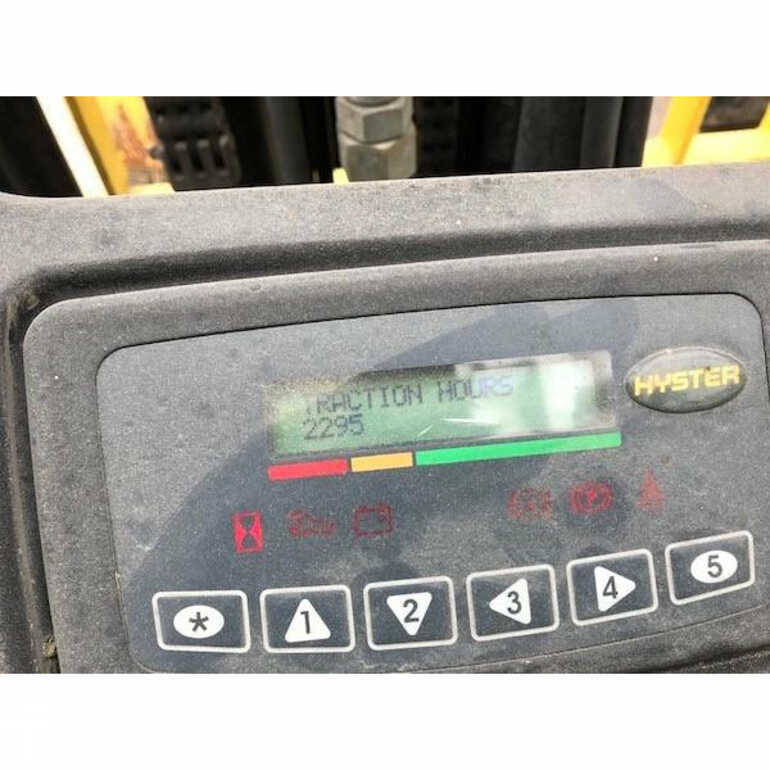 TRACTION HOURS
2295
HYSTER
* 1 2 3 4 5